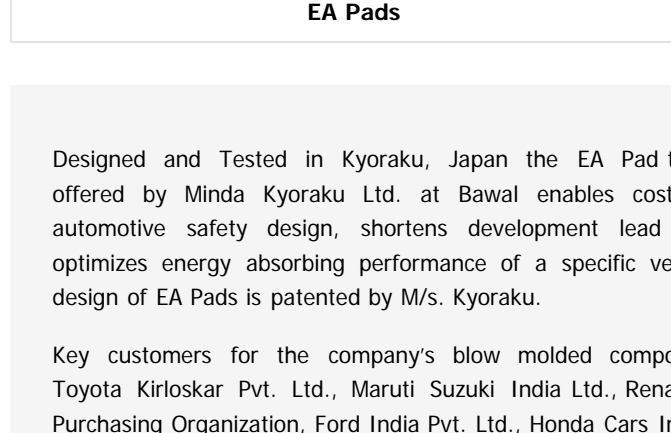 EA Pads
Designed and Tested in Kyoraku, Japan the EA Pad
offered by Minda Kyoraku Ltd. at Bawal enables cost
automotive safety design, shortens development lead
optimizes energy absorbing performance of a specific
design of EA Pads is patented by M/s. Kyoraku.
Key customers for the company's blow molded
Toyota Kirloskar Pvt. Ltd., Maruti Suzuki India Ltd.,
Purchasing Organization, Ford India Pvt. Ltd., Honda Cars